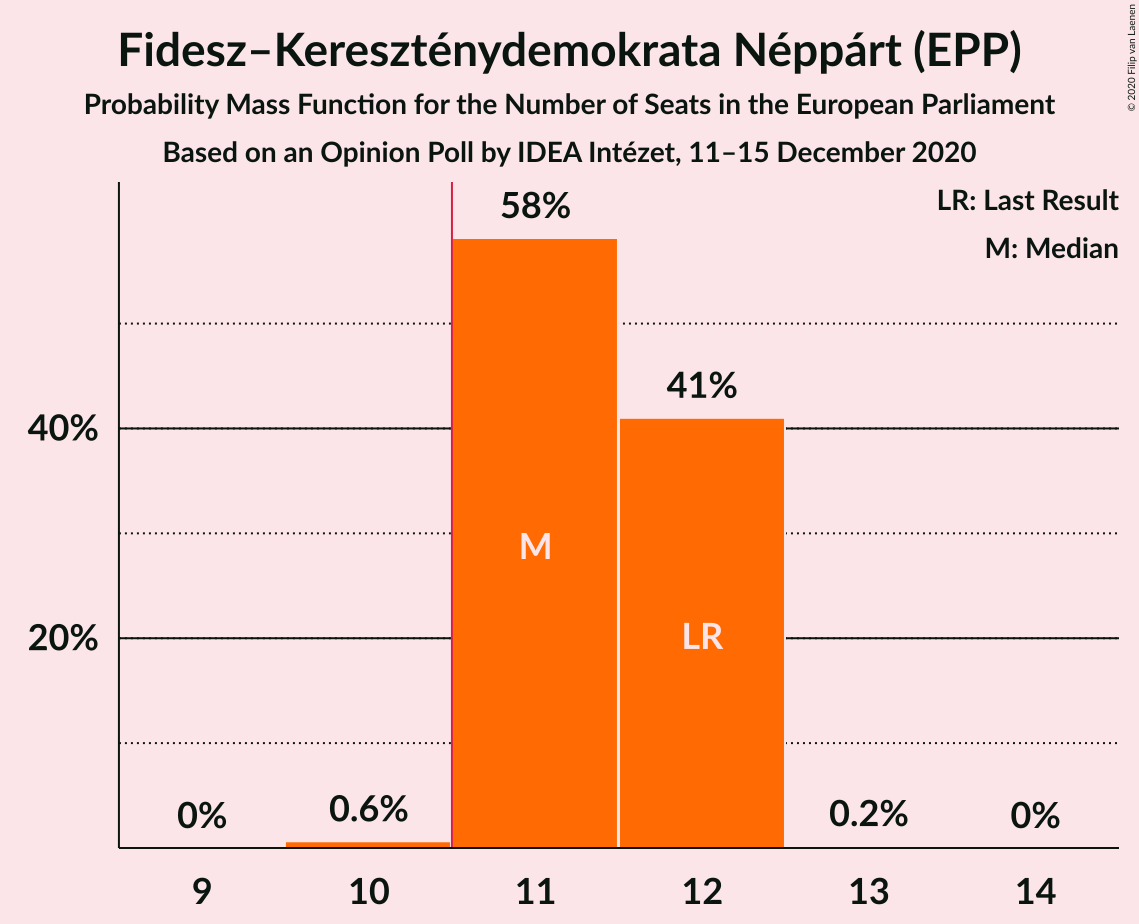 Fidesz–Kereszténydemokrata Néppárt (EPP)
Probability Mass Function for the Number of Seats in the European Parliament
Based on an Opinion Poll by IDEA Intézet, 11–15 December 2020
© 2020 Filip van Laenen
LR: Last Result
M: Median
58%
41%
40%
M
LR
20%
0%
0.6%
0.2%
0%
9
10
11
12
13
14